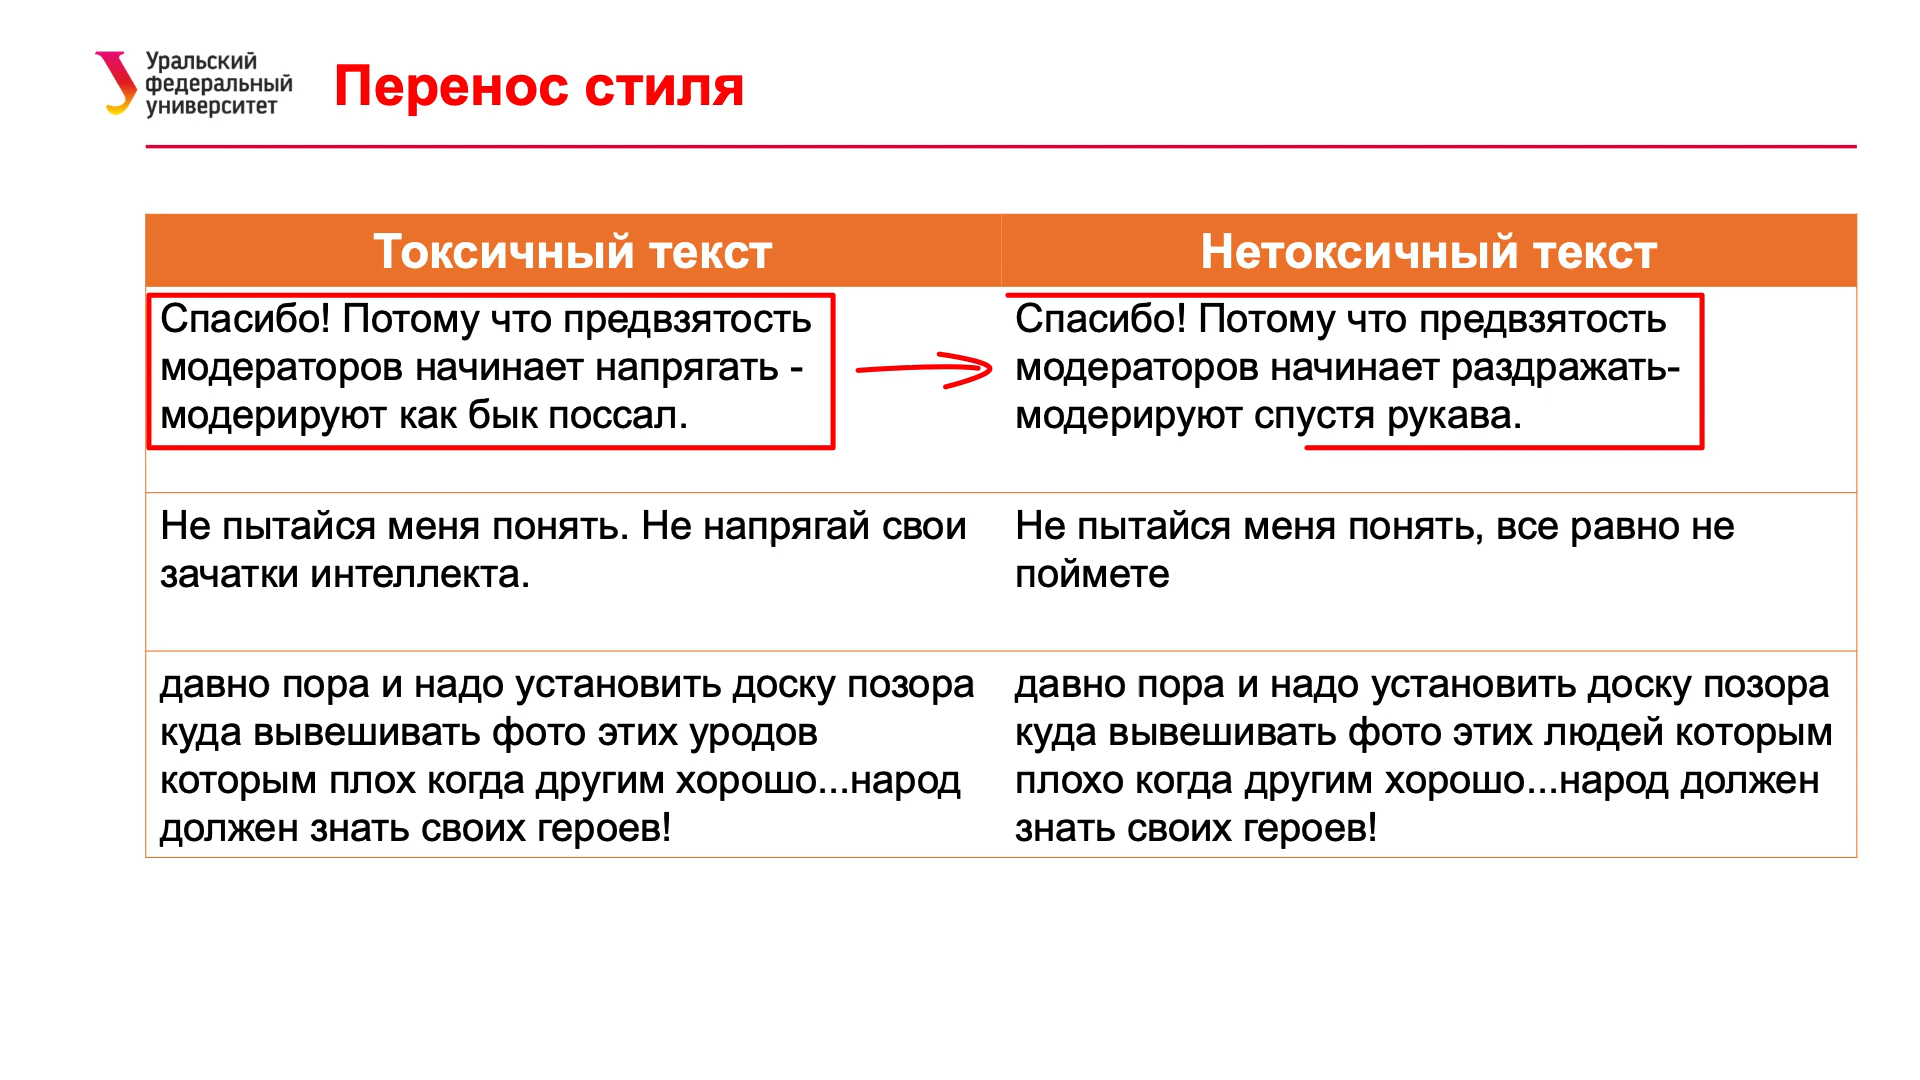 Уральский
федеральный
университет
Перенос стиля
Токсичный текст
Нетоксичный текст
Спасибо! Потому что предвзятость
модераторов начинает напрягать -
модерируют как бык поссал.
Спасибо! Потому что предвзятость
модераторов начинает раздражать-
модерируют спустя рукава.
Не пытайся меня понять. Не напрягай свои
зачатки интеллекта.
Не пытайся меня понять, все равно не
поймете
давно пора и надо установить доску позора
куда вывешивать фото этих уродов
которым плох когда другим хорошо...народ
должен знать своих героев!
давно пора и надо установить доску позора
куда вывешивать фото этих людей которым
плохо когда другим хорошо...народ должен
знать своих героев!